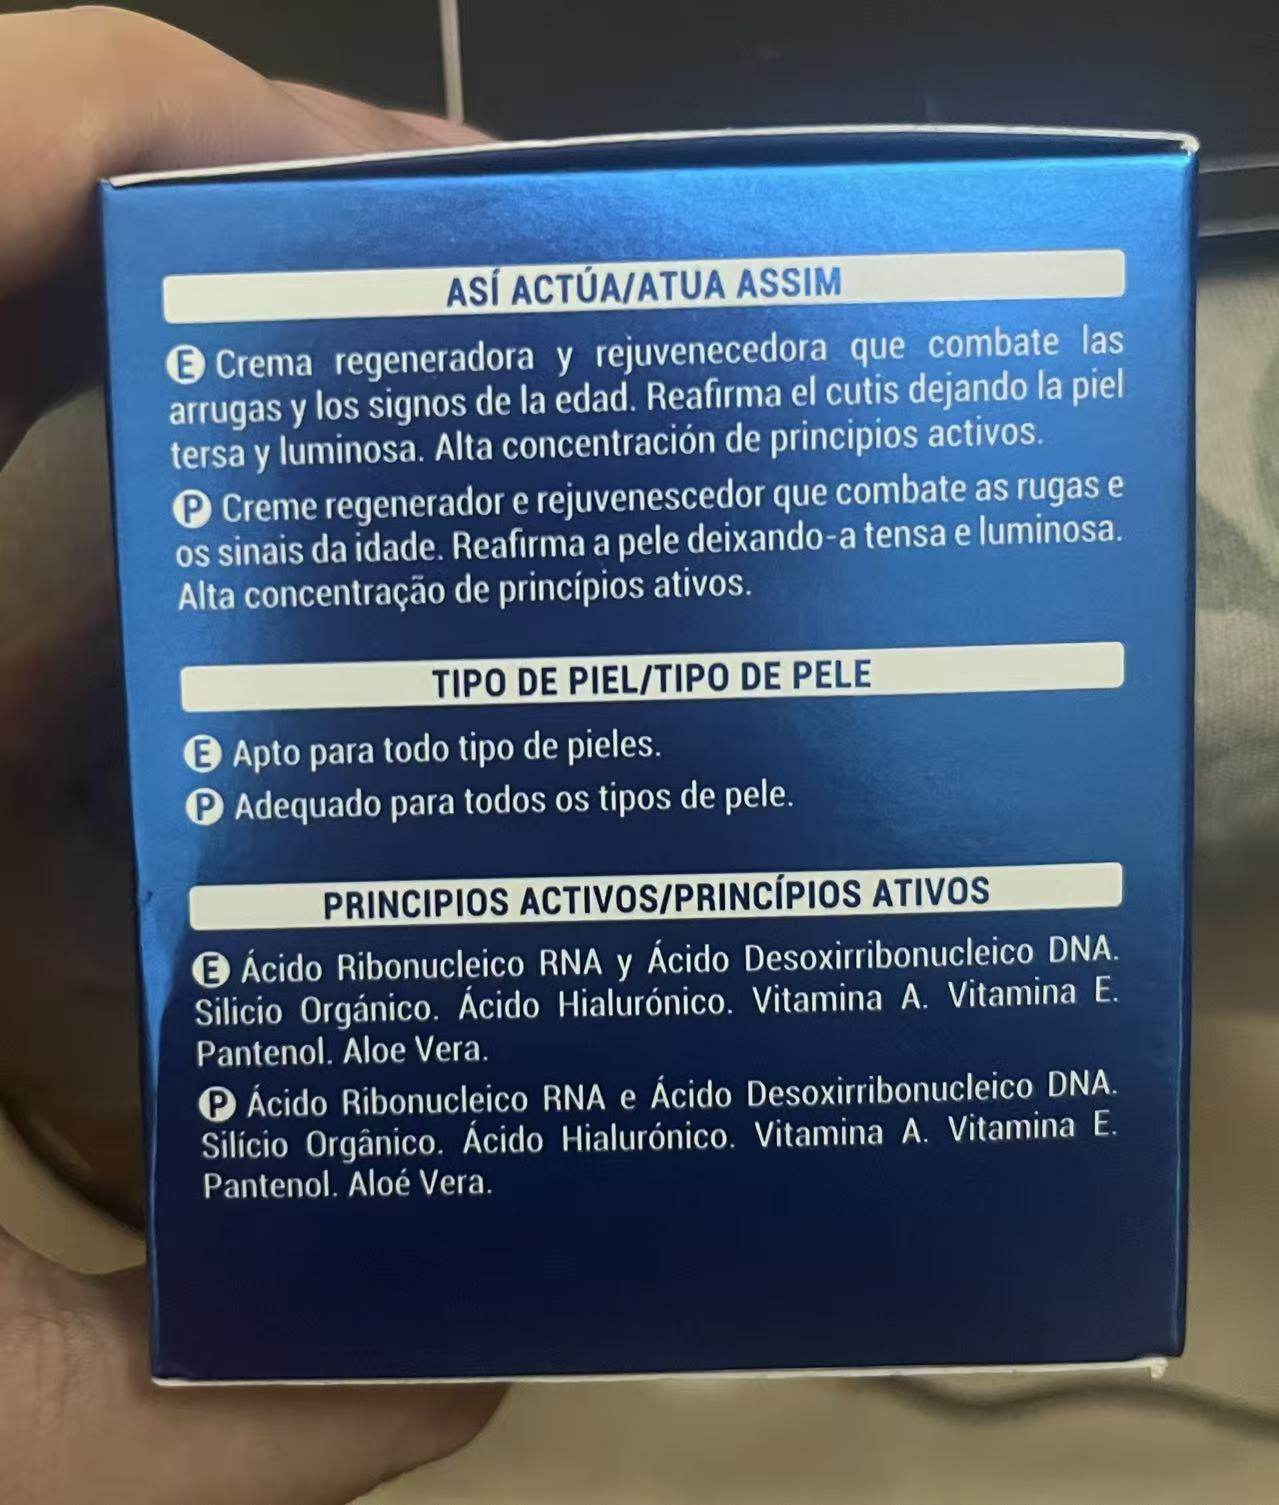 ASÍ ACTÚA/ATUA ASSIM
E Crema regeneradora y rejuvenecedora que combate las
arrugas y los signos de la edad. Reafirma el cutis dejando la piel
tersa y luminosa. Alta concentración de principios activos.
P Creme regenerador e rejuvenescedor que combate as rugas e
os sinais da idade. Reafirma a pele deixando-a tensa e luminosa.
Alta concentração de princípios ativos.
TIPO DE PIEL/TIPO DE PELE
E Apto para todo tipo de pieles.
P Adequado para todos os tipos de pele.
PRINCIPIOS ACTIVOS/PRINCÍPIOS ATIVOS
E Ácido Ribonucleico RNA y Ácido Desoxirribonucleico DNA.
Silicio Orgánico. Ácido Hialurónico. Vitamina A. Vitamina E.
Pantenol. Aloe Vera.
P Ácido Ribonucleico RNA e Ácido Desoxirribonucleico DNA.
Silício Orgânico. Ácido Hialurónico. Vitamina A. Vitamina E.
Pantenol. Aloé Vera.